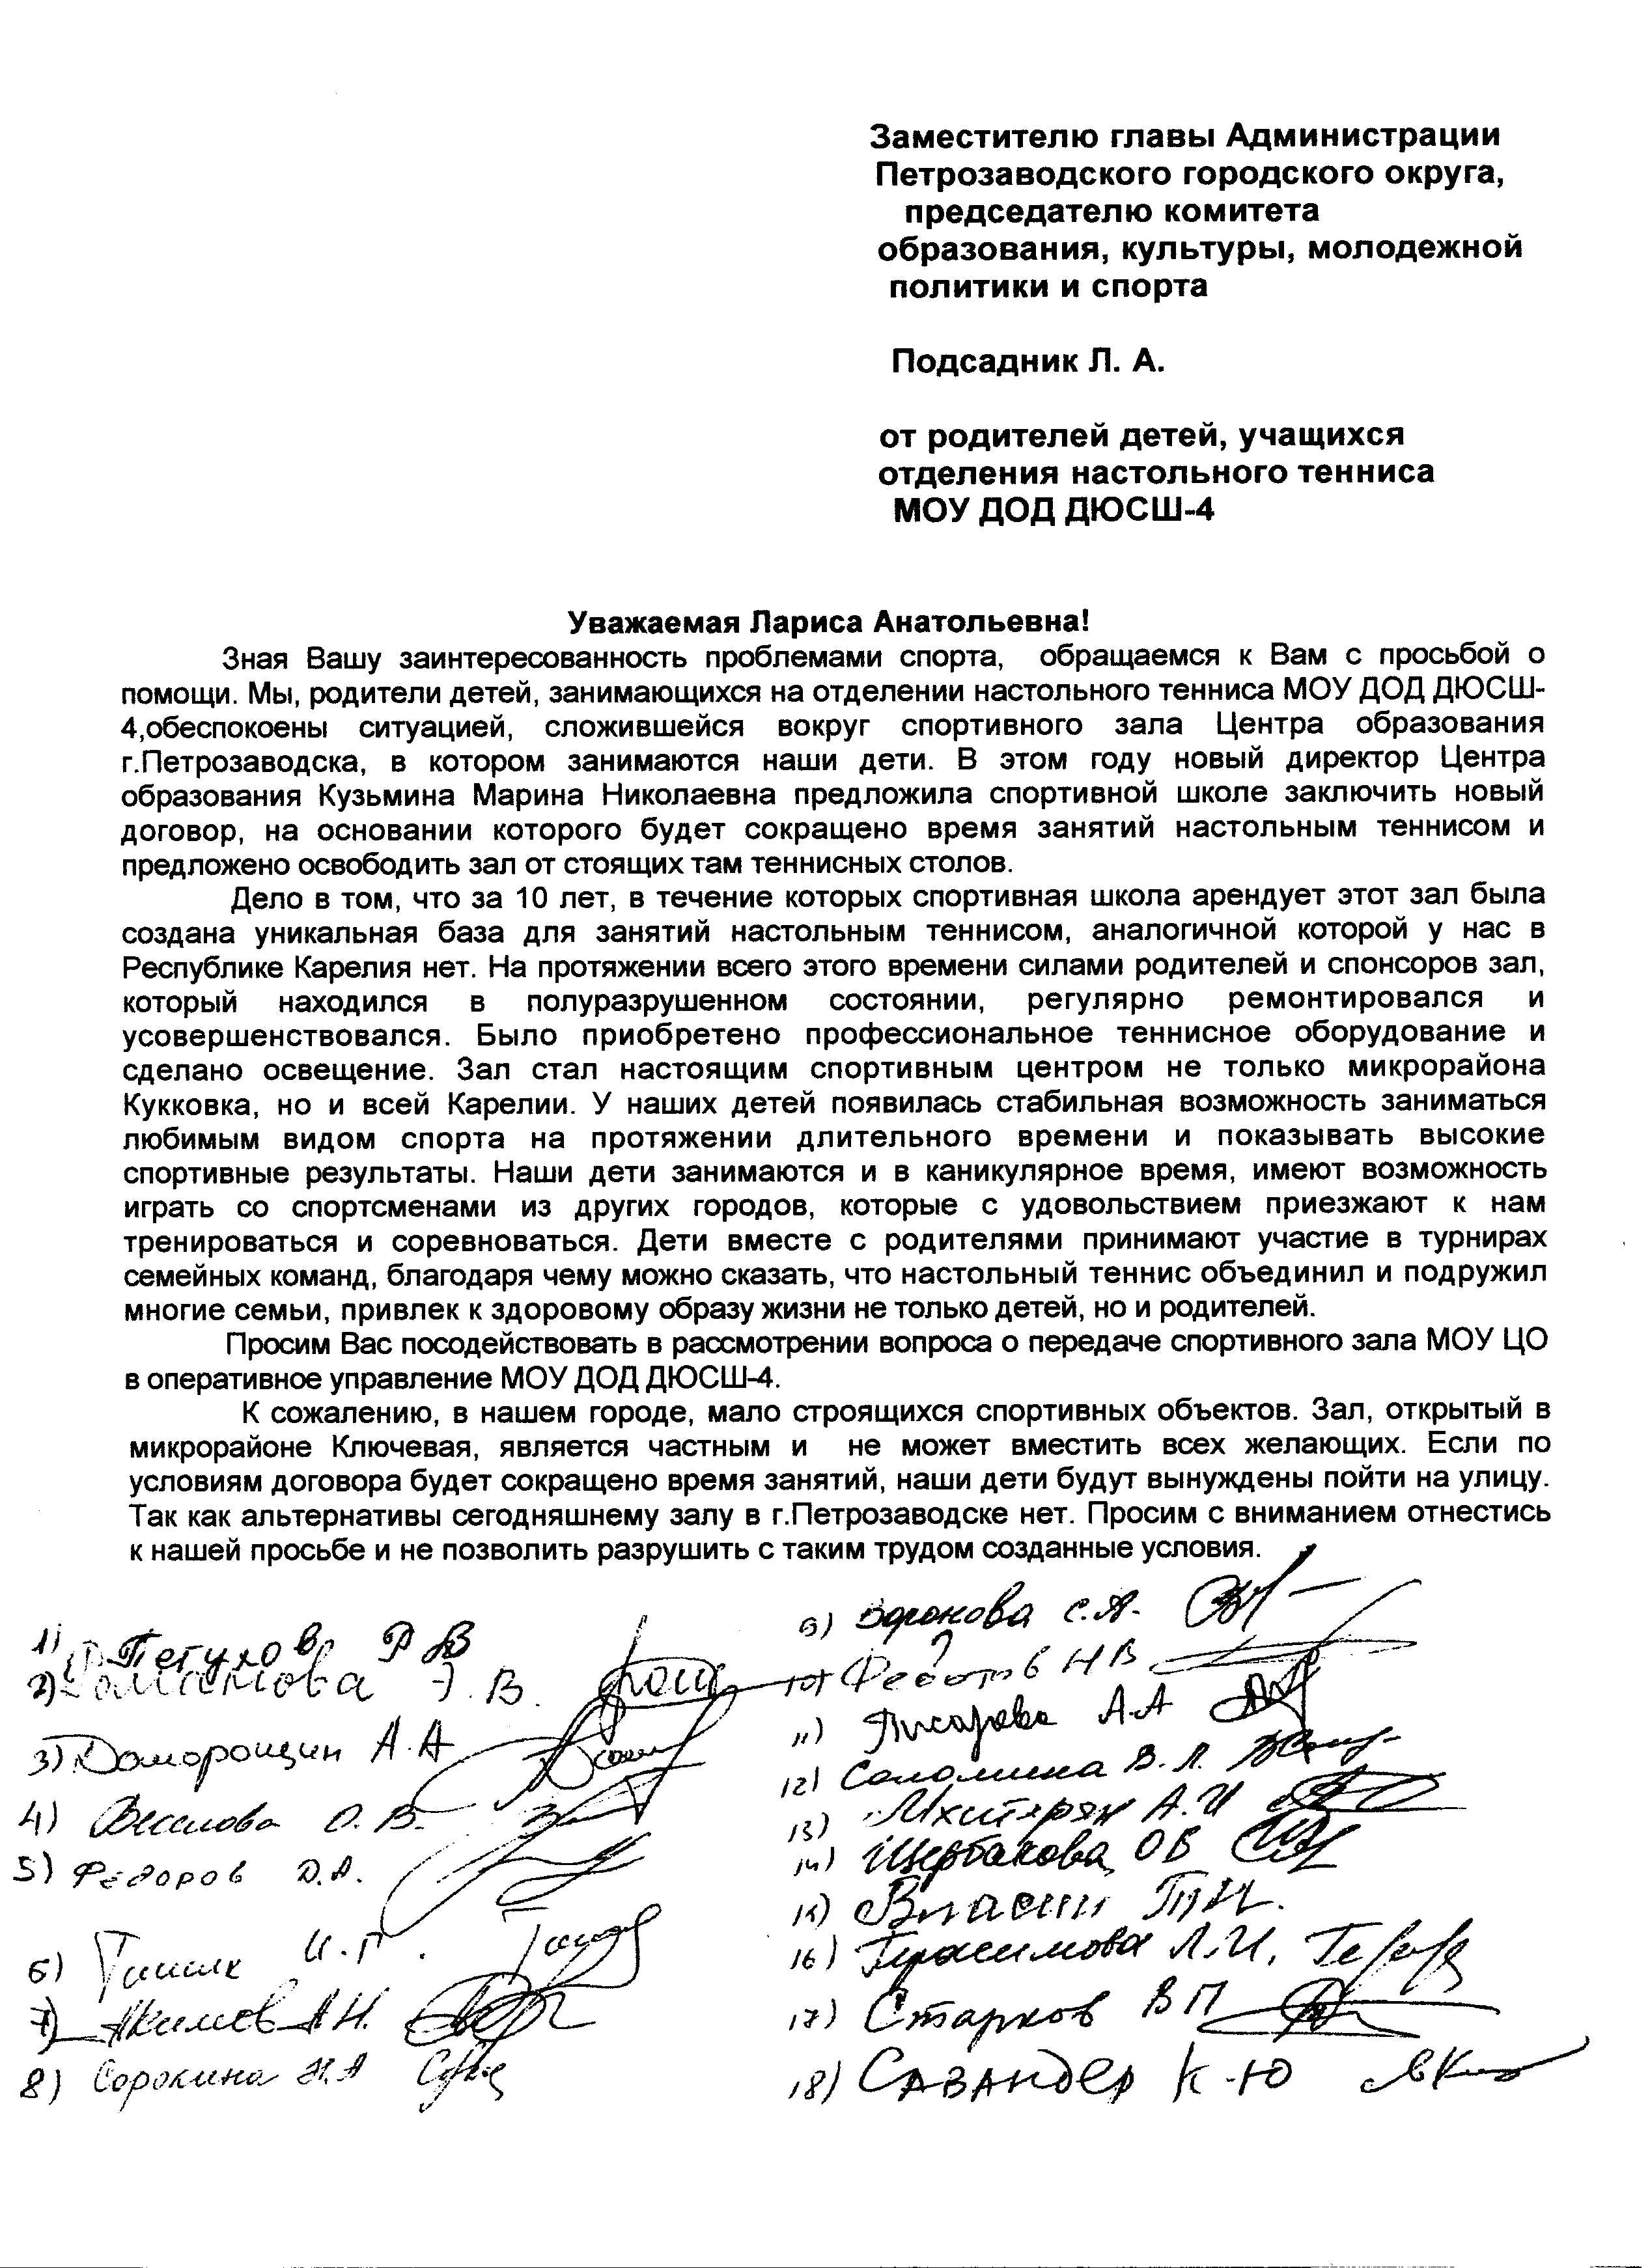 Заместителю главы Администрации
Петрозаводского городского округа,
председателю комитета
образования, культуры, молодежной
политики и спорта
Подсадник Л. А.
от родителей детей, учащихся
отделения настольного тенниса
МОУ ДОД ДЮСШ-4
Уважаемая Лариса Анатольевна!
Зная Вашу заинтересованность проблемами спорта, обращаемся к Вам с просьбой о
помощи. Мы, родители детей, занимающихся на отделении настольного тенниса МОУ ДОД ДЮСШ-
4,обеспокоены ситуацией, сложившейся вокруг спортивного зала Центра образования
г.Петрозаводска, в котором занимаются наши дети. В этом году новый директор Центра
образования Кузьмина Марина Николаевна предложила спортивной школе заключить новый
договор, на основании которого будет сокращено время занятий настольным теннисом и
предложено освободить зал от стоящих там теннисных столов.
Дело в том, что за 10 лет, в течение которых спортивная школа арендует этот зал была
создана уникальная база для занятий настольным теннисом, аналогичной которой у нас в
Республике Карелия нет. На протяжении всего этого времени силами родителей и спонсоров зал,
который находился в полуразрушенном состоянии, регулярно ремонтировался и
усовершенствовался. Было приобретено профессиональное теннисное оборудование и
сделано освещение. Зал стал настоящим спортивным центром не только микрорайона
Кукковка, но и всей Карелии. У наших детей появилась стабильная возможность заниматься
любимым видом спорта на протяжении длительного времени и показывать высокие
спортивные результаты. Наши дети занимаются и в каникулярное время, имеют возможность
играть со спортсменами из других городов, которые с удовольствием приезжают к нам
тренироваться и соревноваться. Дети вместе с родителями принимают участие в турнирах
семейных команд, благодаря чему можно сказать, что настольный теннис объединил и подружил
многие семьи, привлек к здоровому образу жизни не только детей, но и родителей.
Просим Вас посодействовать в рассмотрении вопроса о передаче спортивного зала МОУ ЦО
в оперативное управление МОУ ДОД ДЮСШ-4.
К сожалению, в нашем городе, мало строящихся спортивных объектов. Зал, открытый в
микрорайоне Ключевая, является частным и не может вместить всех желающих. Если по
условиям договора будет сокращено время занятий, наши дети будут вынуждены пойти на улицу.
Так как альтернативы сегодняшнему залу в г.Петрозаводске нет. Просим с вниманием отнестись
к нашей просьбе и не позволить разрушить с таким трудом созданные условия.
1) Петухов Р В
2) Э. В.
3) Доморощин А.А
4) Веселова О. В.
5) Федоров Д.А.
6) И. П.
7) Акимов А.Н.
8) Сорокина Н.А
9) Воронова С.А.
10) Федотов Н В
11) Писарева А.А
12) Соломина В. Л.
13) Мхитарян А.И
14) Щербакова О В
15) Власин Т.Н.
16) Герасимова Л.И.
17) Старков В П
18) САЗАНДЕР К-Ю